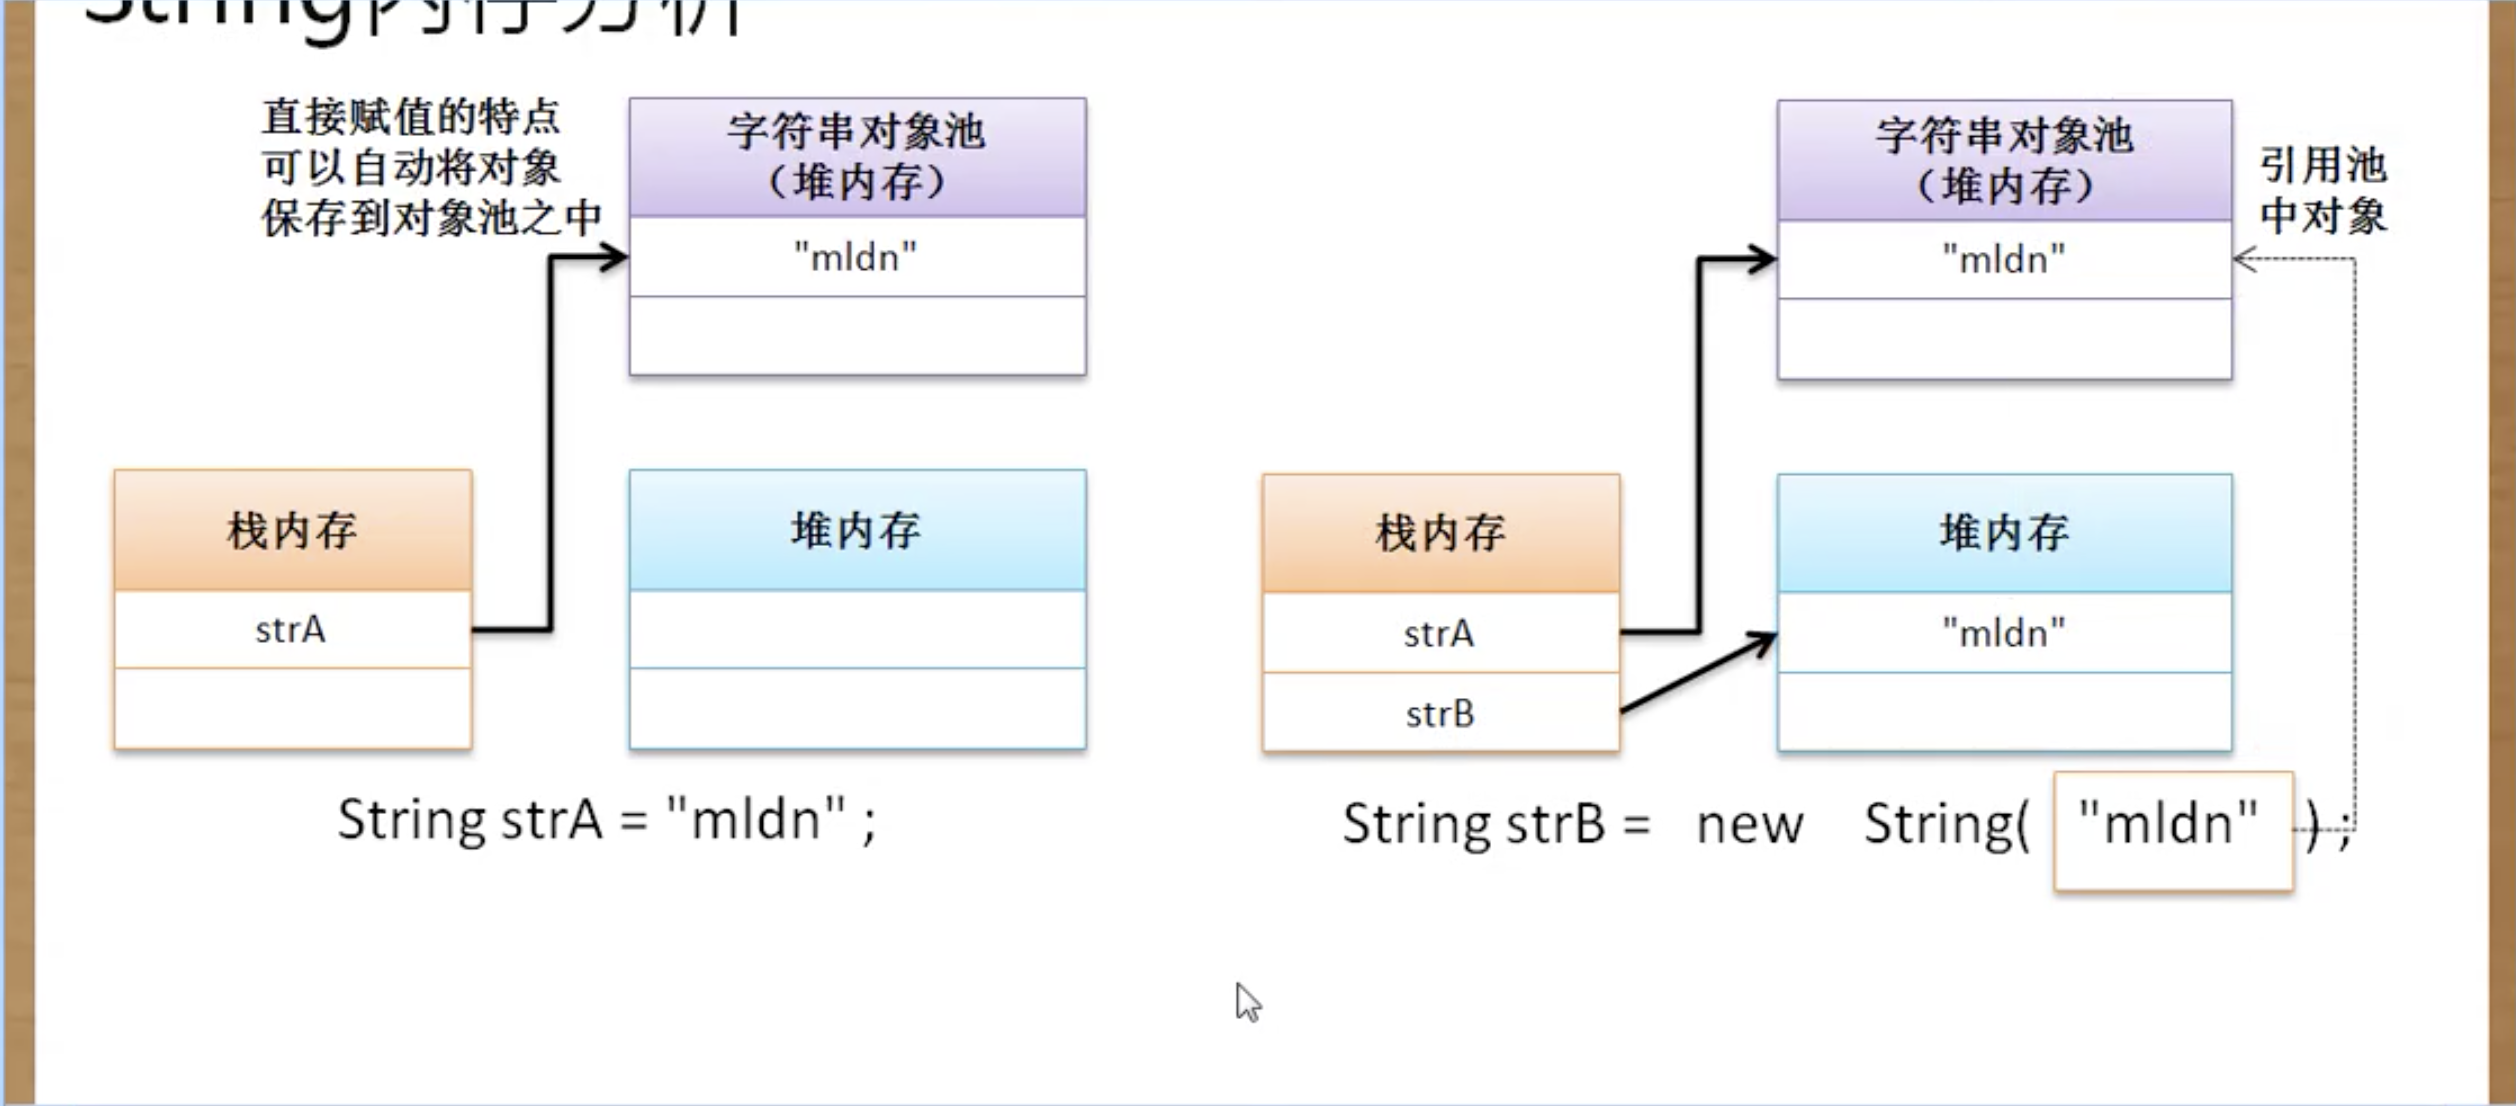 String内存分析
直接赋值的特点
可以自动将对象
保存到对象池之中
字符串对象池
（堆内存）
"mldn"
栈内存
strA
堆内存
String strA = "mldn" ;
字符串对象池
（堆内存）
"mldn"
引用池
中对象
栈内存
strA
strB
堆内存
"mldn"
String strB = new String( "mldn" ) ;